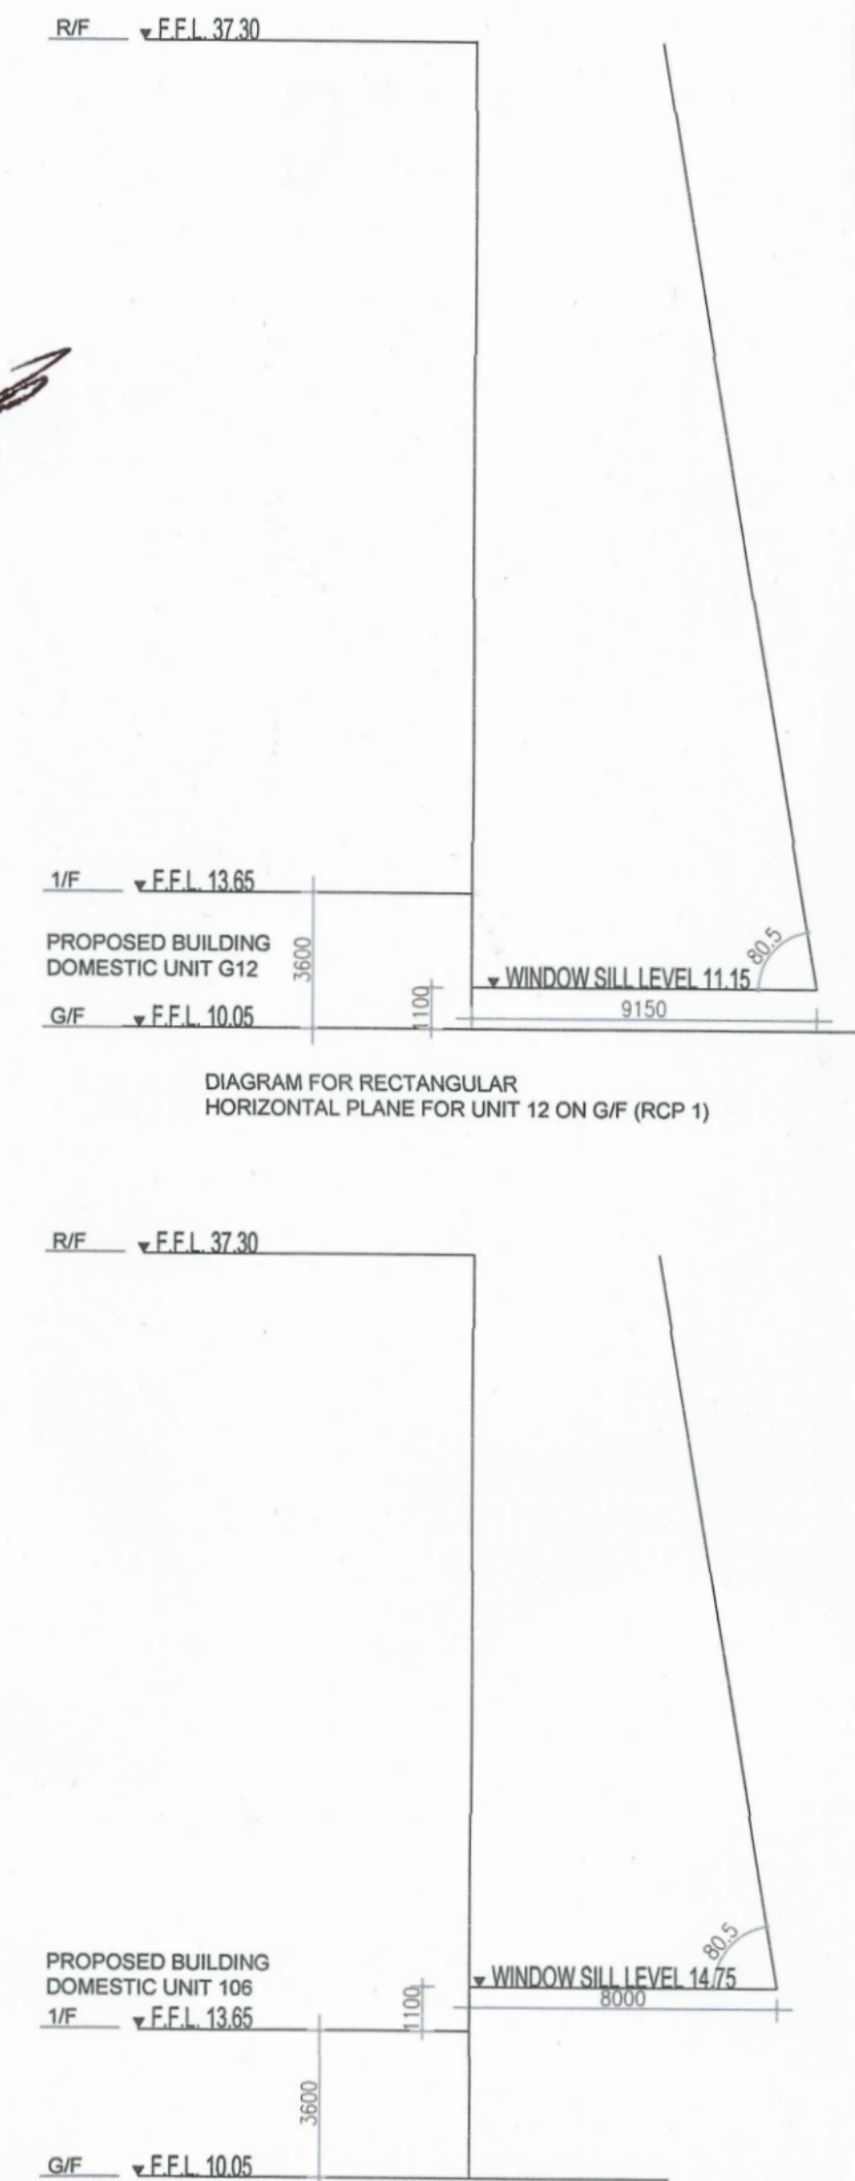 R/F F.F.L. 37.30
1/F F.F.L. 13.65
PROPOSED BUILDING
DOMESTIC UNIT G12
3600
80.5
WINDOW SILL LEVEL 11.15
1100
9150
G/F F.F.L. 10.05
DIAGRAM FOR RECTANGULAR
HORIZONTAL PLANE FOR UNIT 12 ON G/F (RCP 1)
R/F F.F.L. 37.30
80.5
PROPOSED BUILDING
DOMESTIC UNIT 106
WINDOW SILL LEVEL 14.75
1100
8000
1/F F.F.L. 13.65
3600
G/F F.F.L. 10.05